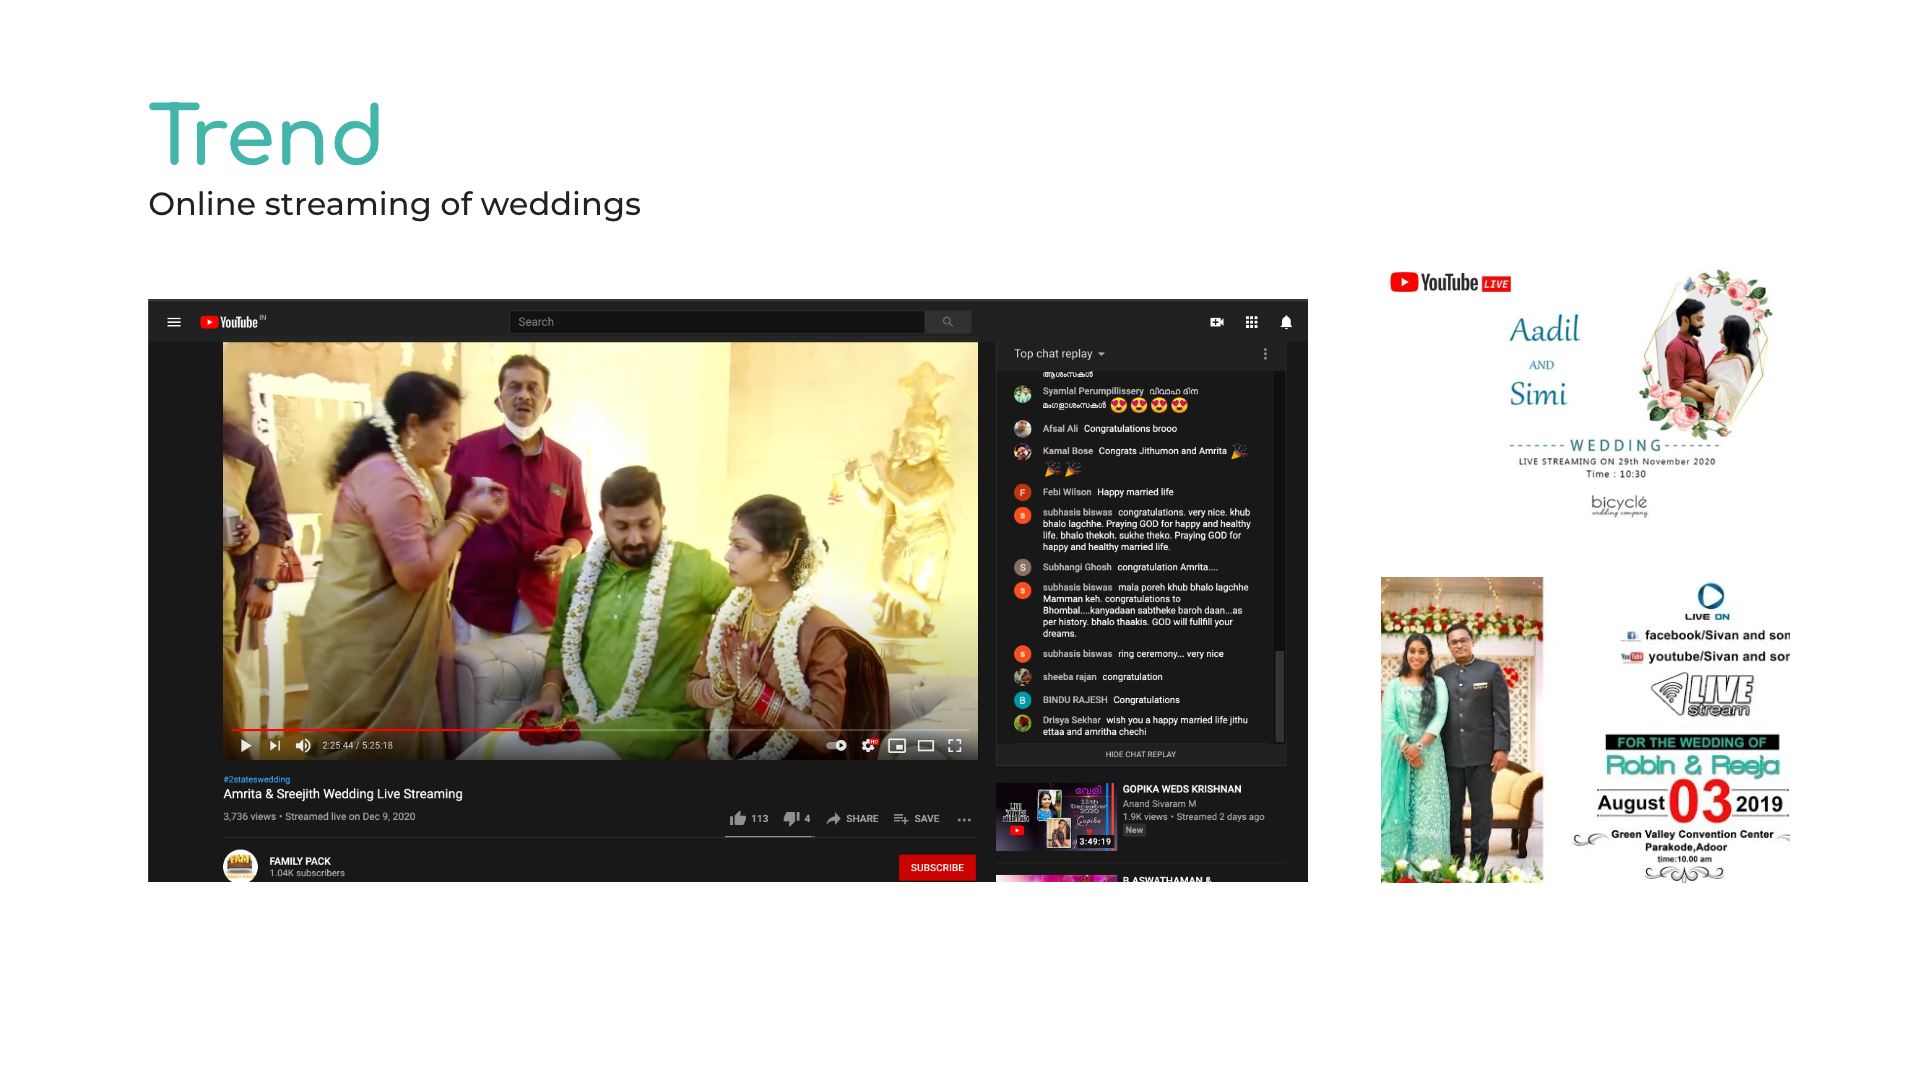 Trend
Online streaming of weddings
YouTube IN
Search
Top chat replay
ആശംസകൾ
Syamlal Perumpillissery വിവാഹ ദിന
മംഗളാശംസകൾ 😍😍😍😍
Afsal Ali Congratulations brooo
Kamal Bose Congrats Jithumon and Amrita 🎉
🎉🎉
F Febi Wilson Happy married life
s subhasis biswas congratulations. very nice. khub
bhalo lagchhe. Praying GOD for happy and healthy
life. bhalo thekoh. sukhe theko. Praying GOD for
happy and healthy married life.
S Subhangi Ghosh congratulation Amrita....
s subhasis biswas mala poreh khub bhalo lagchhe
Mamman keh. congratulations to
Bhombal....kanyadaan sabtheke baroh daan...as
per history. bhalo thaakis. GOD will fullfill your
dreams.
s subhasis biswas ring ceremony... very nice
sheeba rajan congratulation
B BINDU RAJESH Congratulations
Drisya Sekhar wish you a happy married life jithu
ettaa and amritha chechi
HIDE CHAT REPLAY
2:25:44 / 5:25:18
HD
#2stateswedding
Amrita & Sreejith Wedding Live Streaming
3,736 views • Streamed live on Dec 9, 2020
113
4
SHARE
SAVE
FAMILY PACK
1.04K subscribers
SUBSCRIBE
LIVE
STREAMING
വേളി
11th
December
2020
Gopika
3:49:19
GOPIKA WEDS KRISHNAN
Anand Sivaram M
1.9K views • Streamed 2 days ago
New
B ASWATHAMAN &
YouTube LIVE
Aadil
AND
Simi
WEDDING
LIVE STREAMING ON 29th November 2020
Time : 10:30
bicycle
wedding company
LIVE ON
facebook/Sivan and son
YouTube youtube/Sivan and son
LIVE
stream
FOR THE WEDDING OF
Robin & Reeja
August 03 2019
Green Valley Convention Center
Parakode,Adoor
time:10.00 am